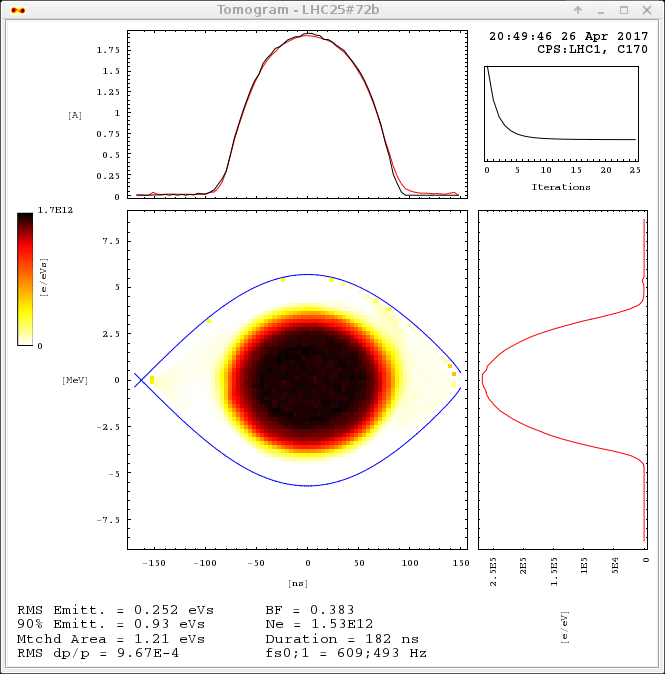 Tomogram - LHC25#72b
20:49:46 26 Apr 2017
CPS:LHC1, C170
1.75
1.5
1.25
1
0.75
0.5
0.25
0
[A]
0 5 10 15 20 25
Iterations
1.7E12
[e/eVs]
0
7.5
5
2.5
0
-2.5
-5
-7.5
[MeV]
-150 -100 -50 0 50 100 150
[ns]
2.5E5 2E5 1.5E5 1E5 5E4 0
[e/eV]
RMS Emitt. = 0.252 eVs
90% Emitt. = 0.93 eVs
Mtchd Area = 1.21 eVs
RMS dp/p = 9.67E-4
BF = 0.383
Ne = 1.53E12
Duration = 182 ns
fs0;1 = 609;493 Hz